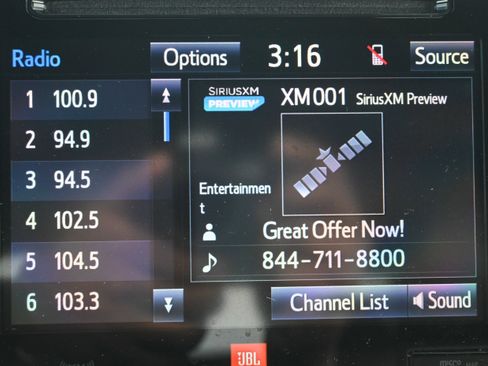 Radio
Options
3:16
Source
1 100.9
2 94.9
3 94.5
4 102.5
5 104.5
6 103.3
SIRIUSXM
PREVIEW
XM001 SiriusXM Preview
Entertainmen
t
Great Offer Now!
844-711-8800
Channel List
Sound
JBL
MICRO